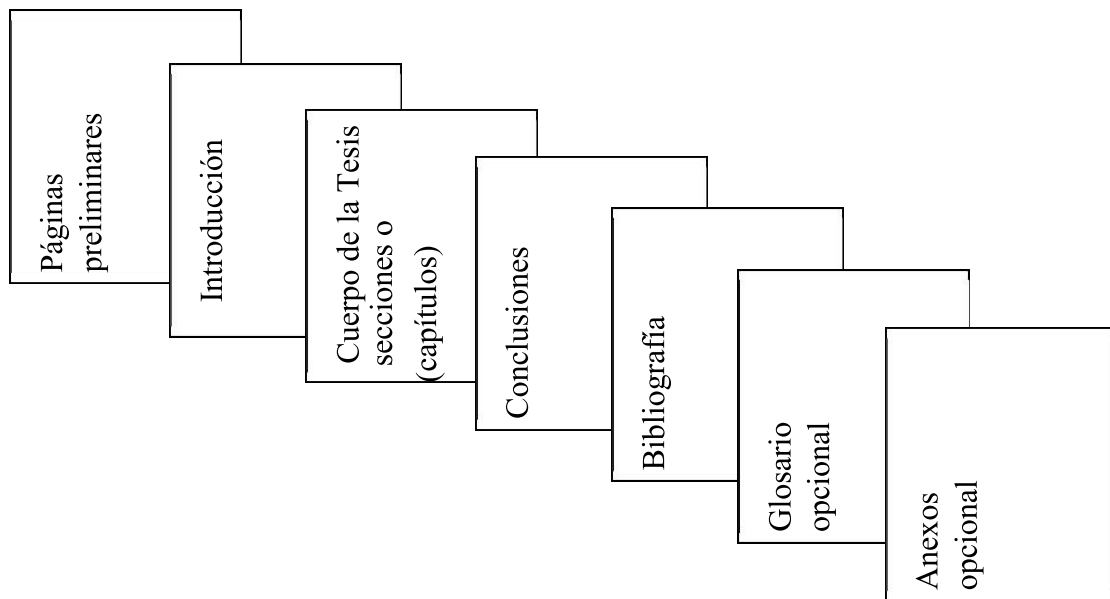 Páginas
preliminares
Introducción
Cuerpo de la Tesis
secciones o
(capítulos)
Conclusiones
Bibliografía
Glosario
opcional
Anexos
opcional